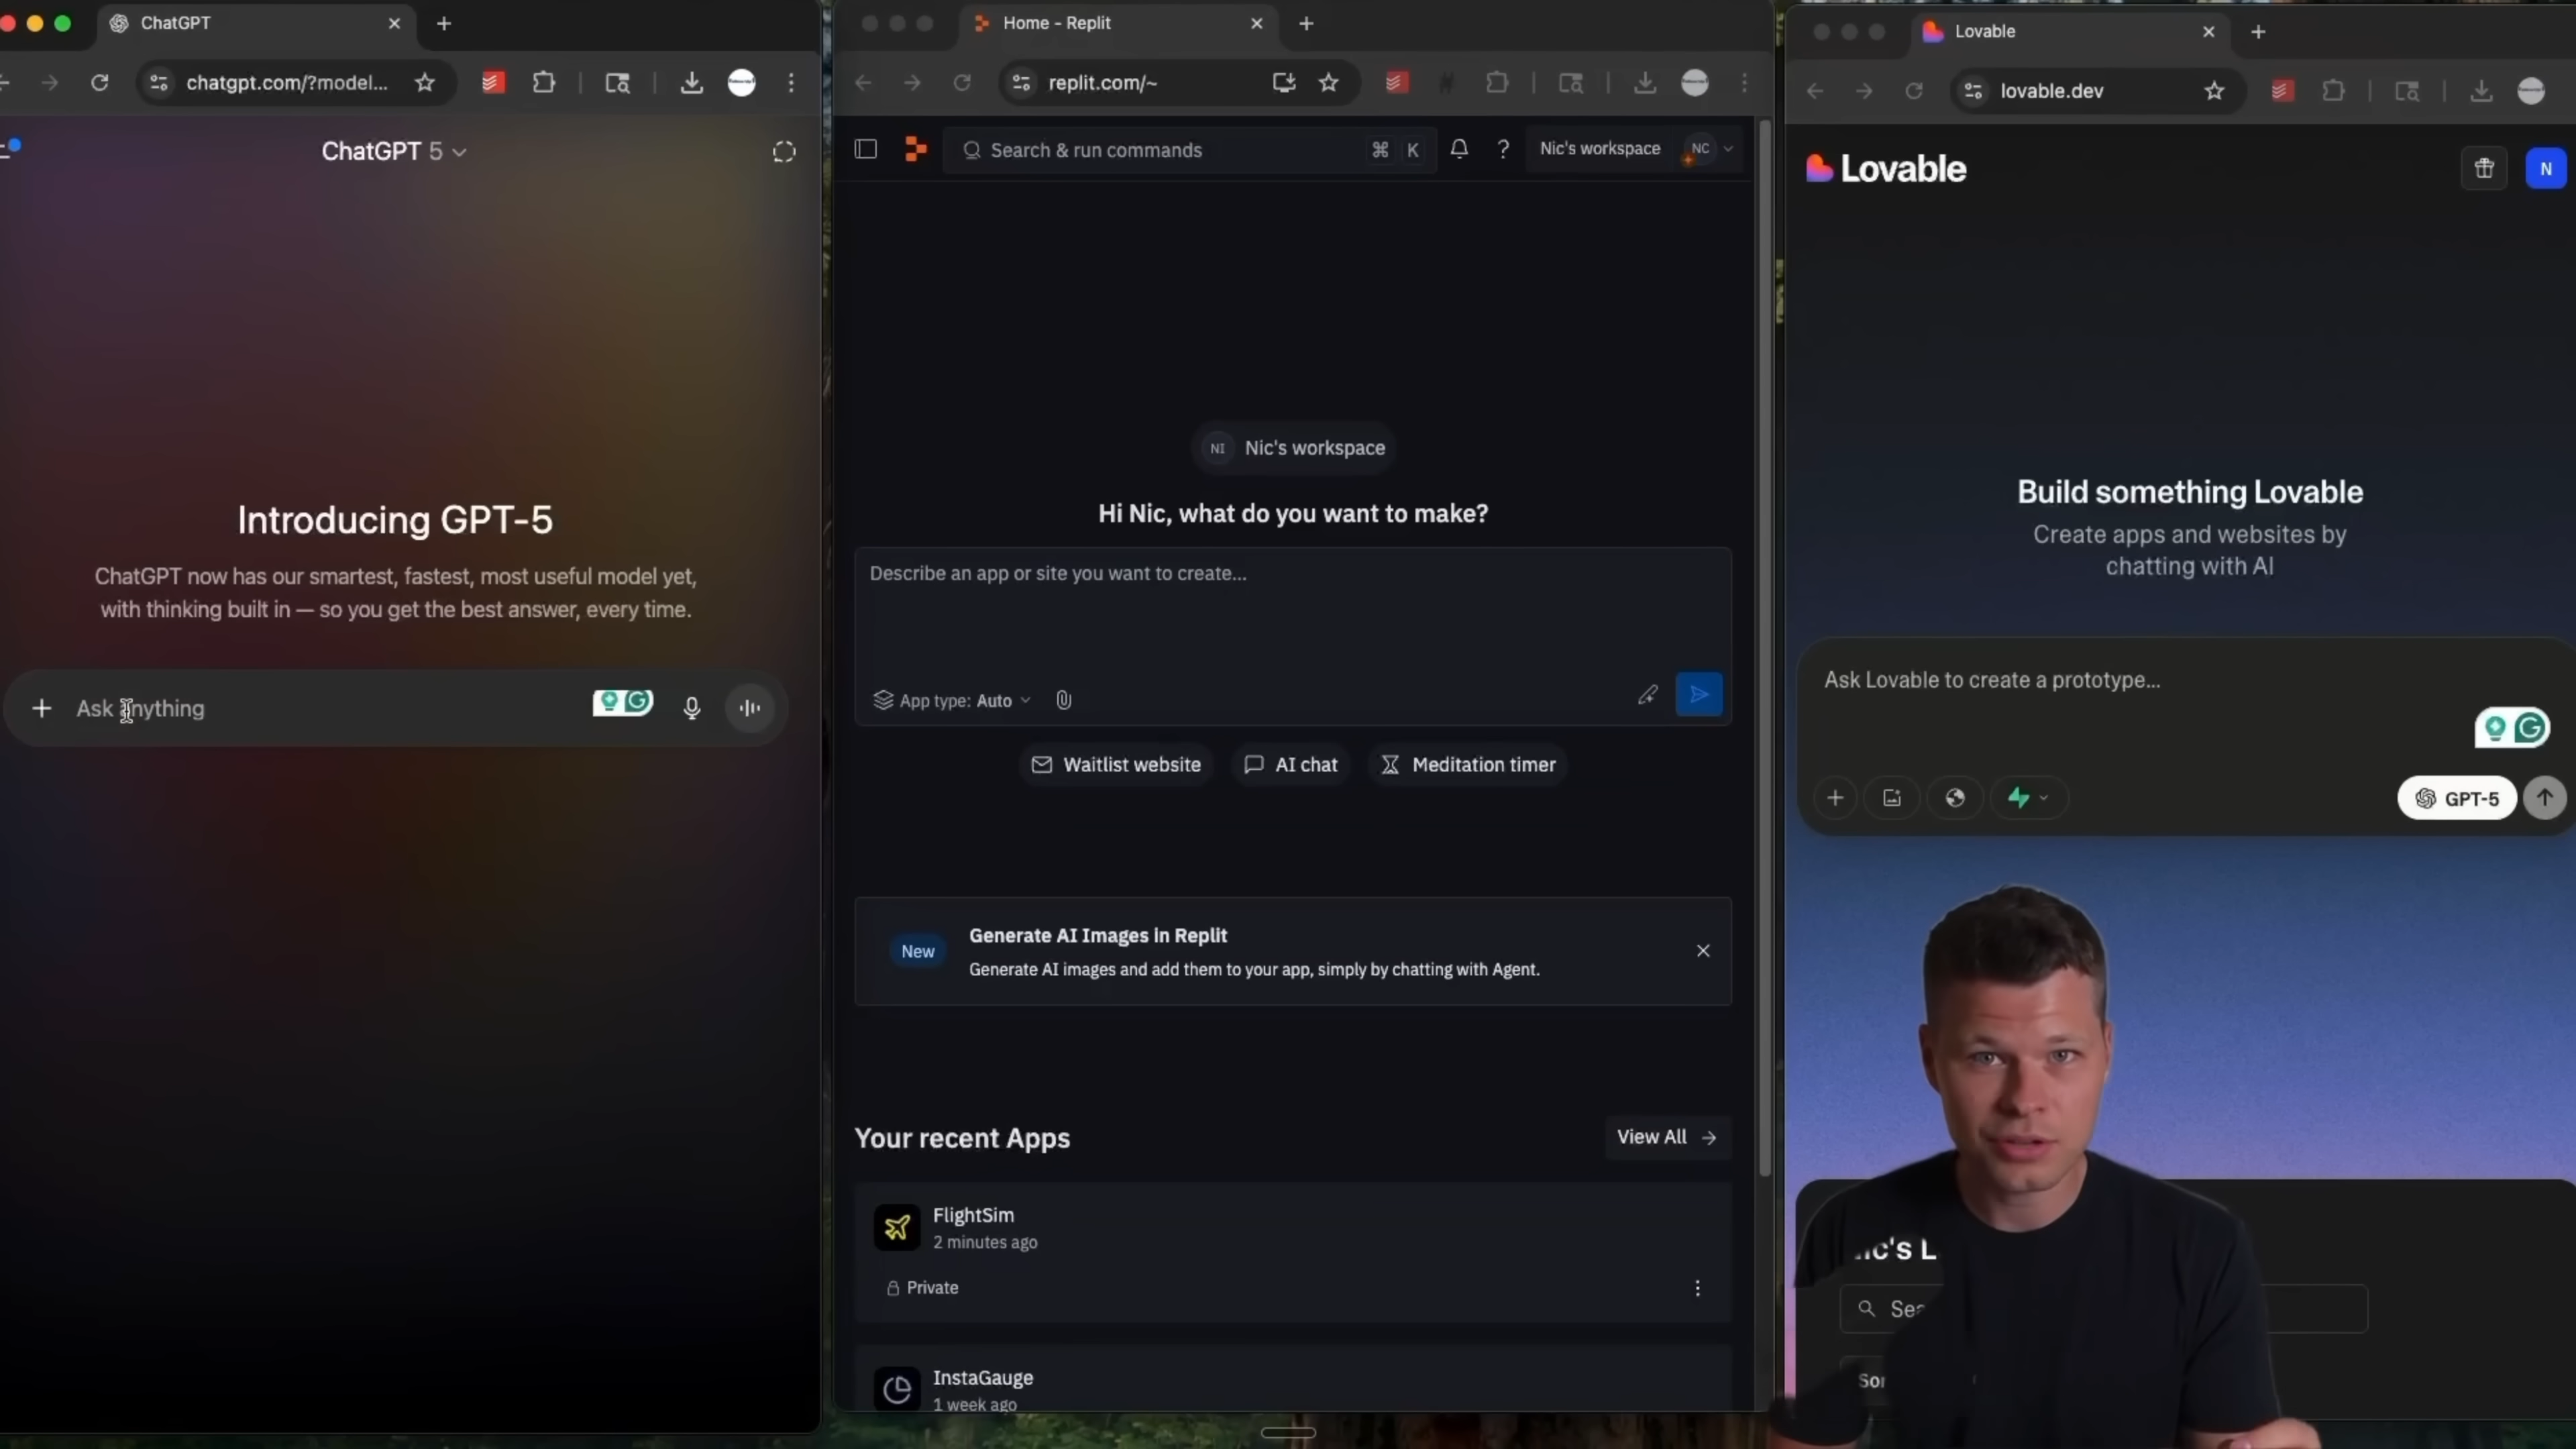 ChatGPT
chatgpt.com/?model...
ChatGPT 5
Introducing GPT-5
ChatGPT now has our smartest, fastest, most useful model yet,
with thinking built in — so you get the best answer, every time.
Ask anything
Home - Replit
replit.com/~
Search & run commands
⌘ K
?
Nic's workspace
NC
NI
Nic's workspace
Hi Nic, what do you want to make?
Describe an app or site you want to create...
App type: Auto
Waitlist website
AI chat
Meditation timer
New
Generate AI Images in Replit
Generate AI images and add them to your app, simply by chatting with Agent.
Your recent Apps
View All →
FlightSim
2 minutes ago
Private
InstaGauge
1 week ago
Lovable
lovable.dev
Lovable
N
Build something Lovable
Create apps and websites by
chatting with AI
Ask Lovable to create a prototype...
GPT-5
ic's L
Sea
Sor